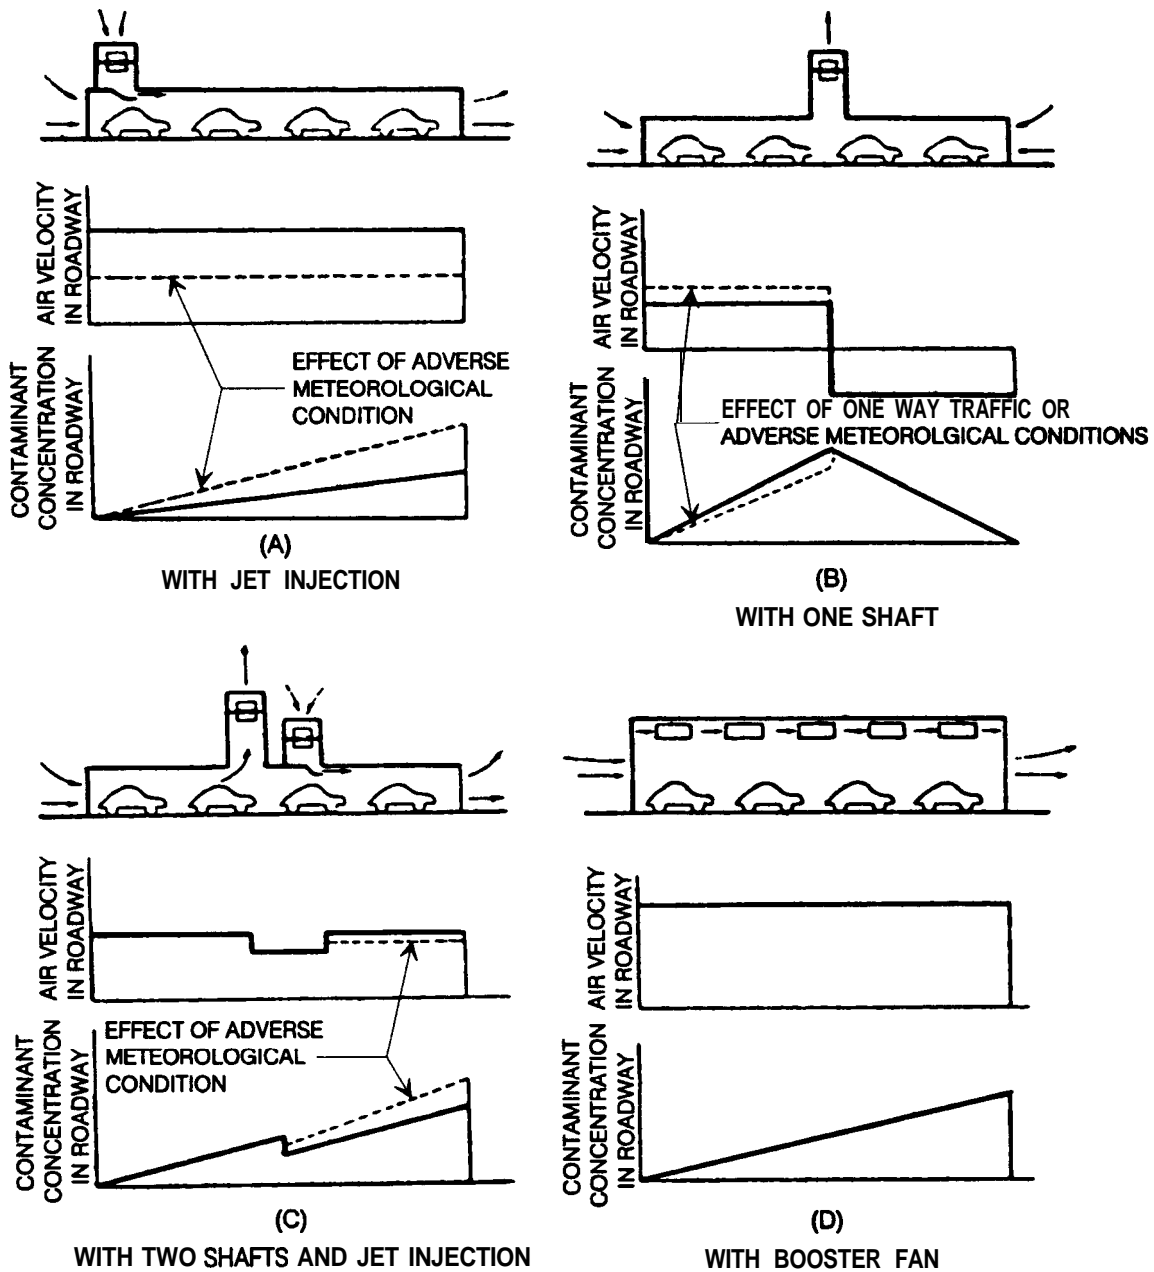 AIR VELOCITY
IN ROADWAY
EFFECT OF ADVERSE
METEOROLOGICAL
CONDITION
CONTAMINANT
CONCENTRATION
IN ROADWAY
(A)
WITH JET INJECTION
AIR VELOCITY
IN ROADWAY
EFFECT OF ONE WAY TRAFFIC OR
ADVERSE METEOROLGICAL CONDITIONS
CONTAMINANT
CONCENTRATION
IN ROADWAY
(B)
WITH ONE SHAFT
AIR VELOCITY
IN ROADWAY
EFFECT OF ADVERSE
METEOROLOGICAL
CONDITION
CONTAMINANT
CONCENTRATION
IN ROADWAY
(C)
WITH TWO SHAFTS AND JET INJECTION
AIR VELOCITY
IN ROADWAY
CONTAMINANT
CONCENTRATION
IN ROADWAY
(D)
WITH BOOSTER FAN